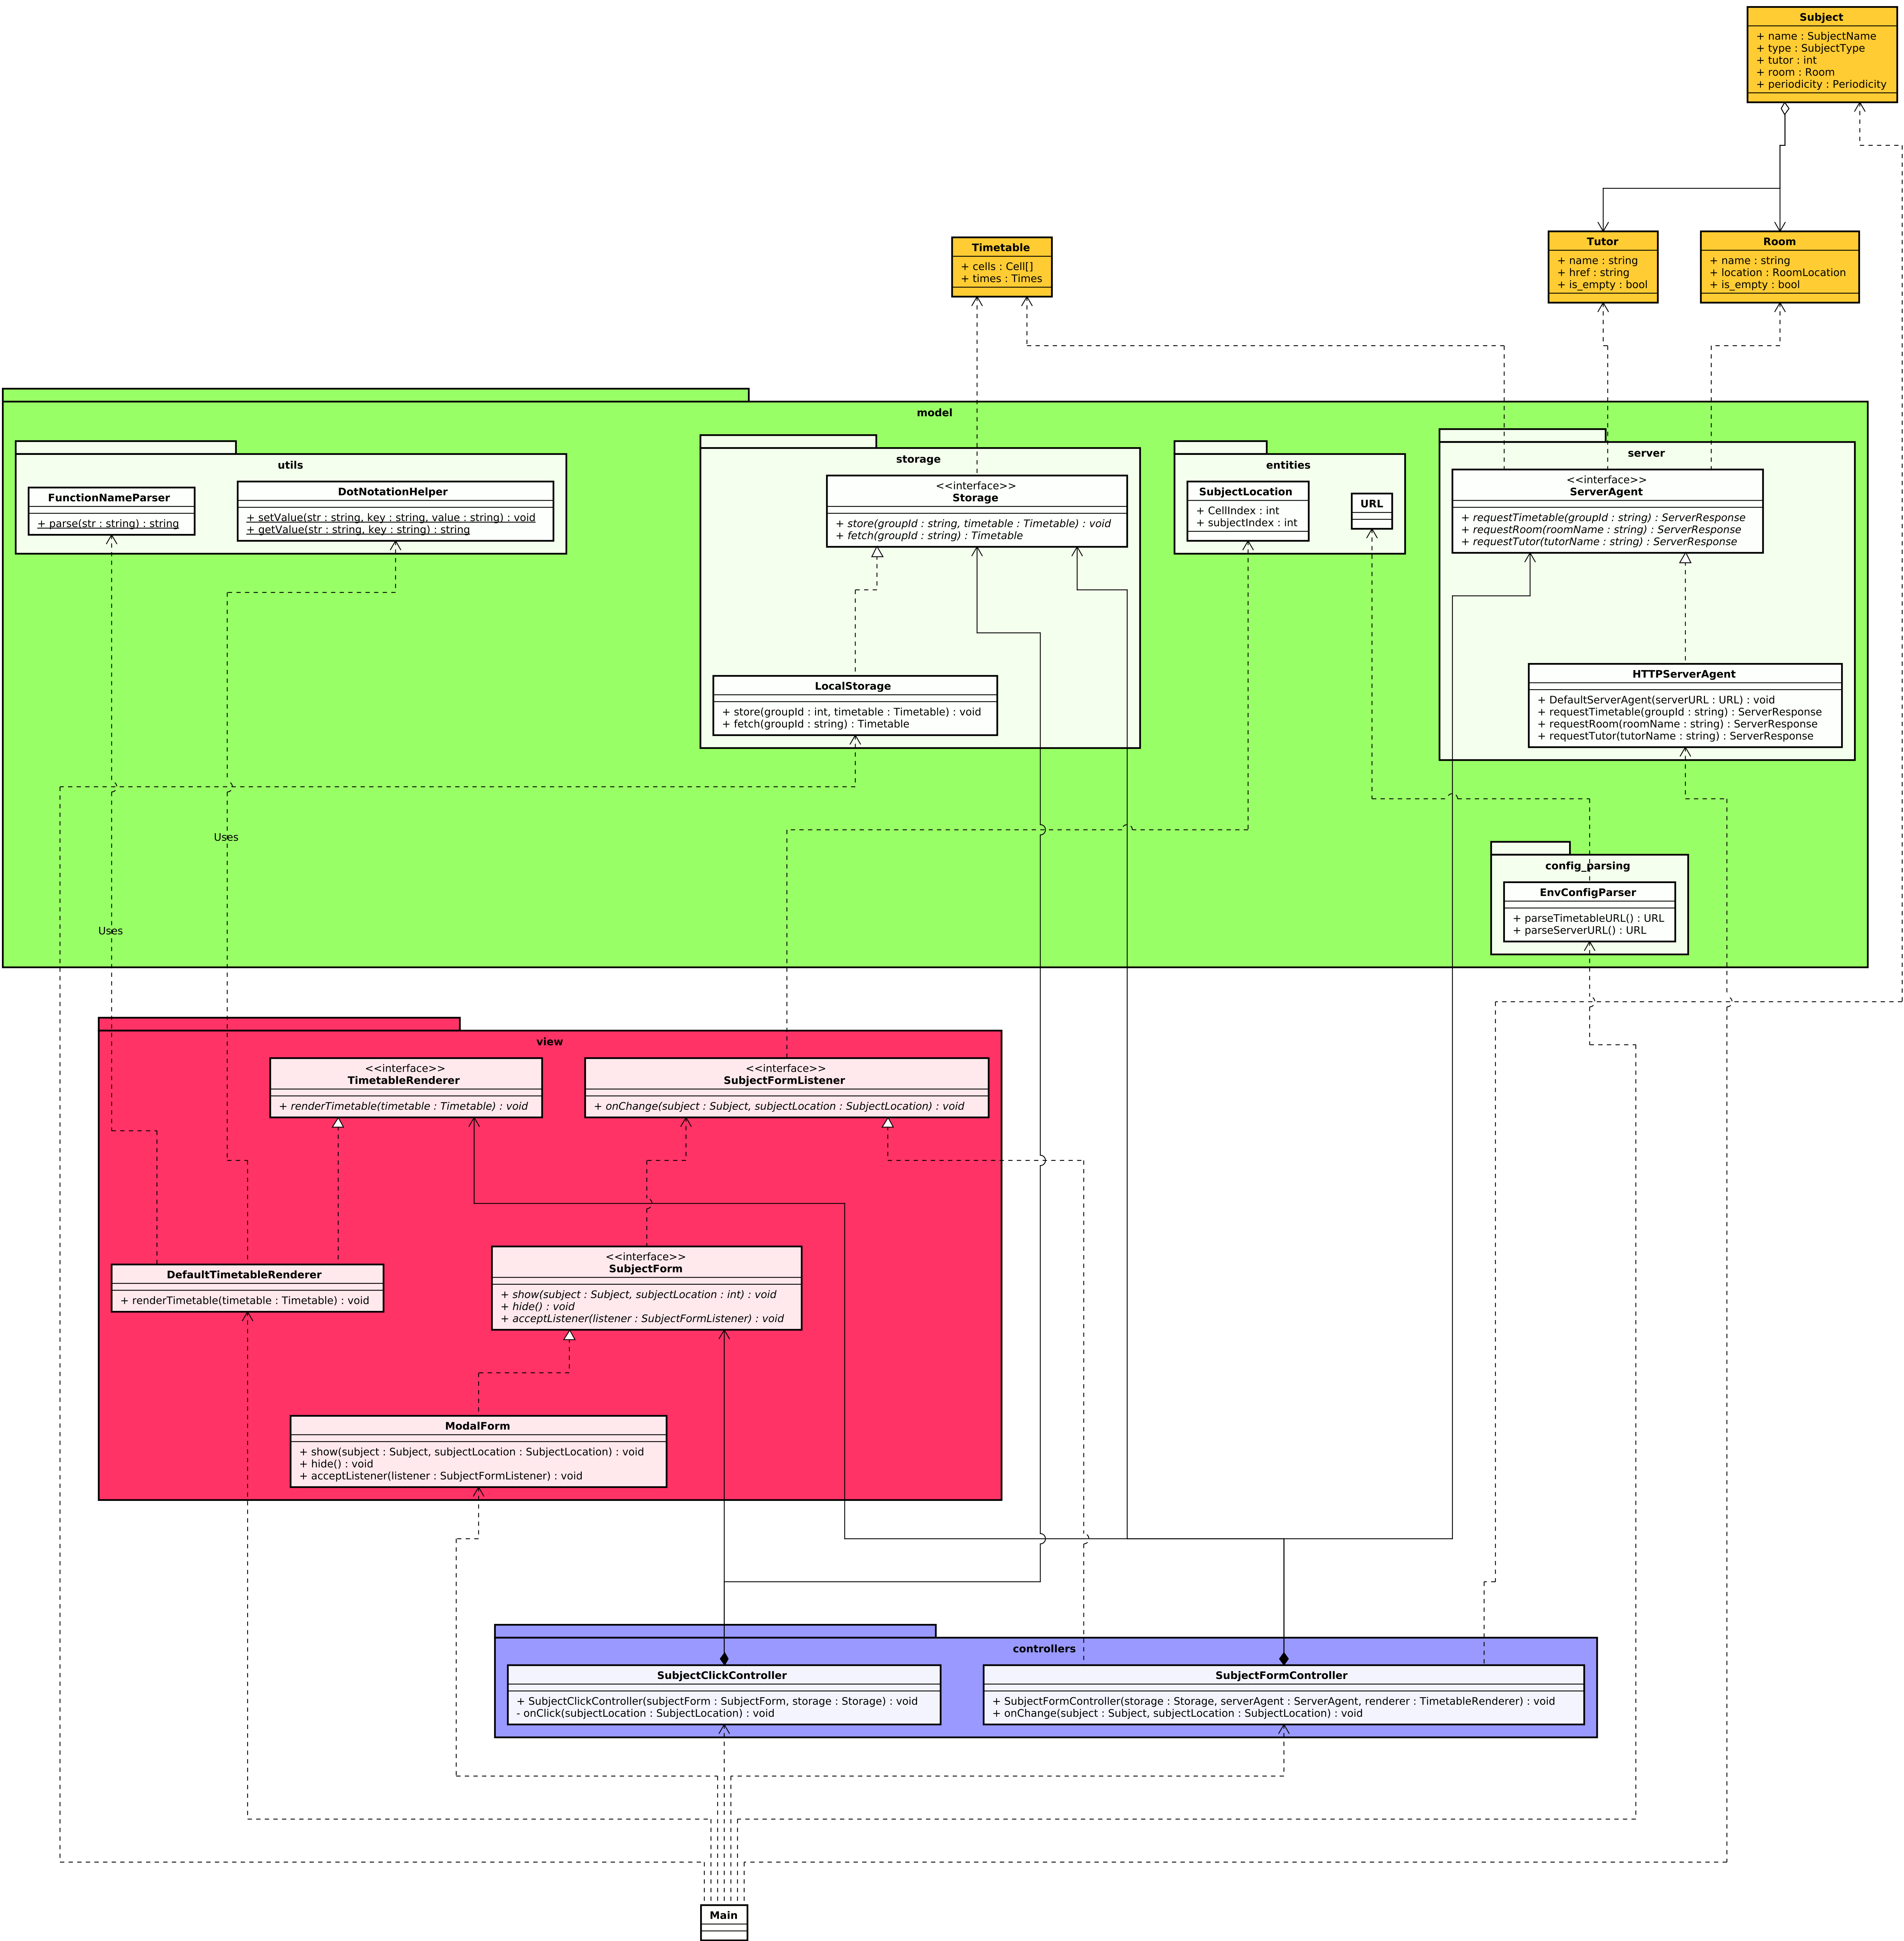 Subject
+ name : SubjectName
+ type : SubjectType
+ tutor : int
+ room : Room
+ periodicity : Periodicity
Timetable
+ cells : Cell[]
+ times : Times
Tutor
+ name : string
+ href : string
+ is_empty : bool
Room
+ name : string
+ location : RoomLocation
+ is_empty : bool
model
utils
FunctionNameParser
+ parse(str : string) : string
DotNotationHelper
+ setValue(str : string, key : string, value : string) : void
+ getValue(str : string, key : string) : string
storage
<<interface>>
Storage
+ store(groupId : string, timetable : Timetable) : void
+ fetch(groupId : string) : Timetable
LocalStorage
+ store(groupId : int, timetable : Timetable) : void
+ fetch(groupId : string) : Timetable
entities
SubjectLocation
+ CellIndex : int
+ subjectIndex : int
URL
server
<<interface>>
ServerAgent
+ requestTimetable(groupId : string) : ServerResponse
+ requestRoom(roomName : string) : ServerResponse
+ requestTutor(tutorName : string) : ServerResponse
HTTPServerAgent
+ DefaultServerAgent(serverURL : URL) : void
+ requestTimetable(groupId : string) : ServerResponse
+ requestRoom(roomName : string) : ServerResponse
+ requestTutor(tutorName : string) : ServerResponse
Uses
config_parsing
EnvConfigParser
+ parseTimetableURL() : URL
+ parseServerURL() : URL
Uses
view
<<interface>>
TimetableRenderer
+ renderTimetable(timetable : Timetable) : void
<<interface>>
SubjectFormListener
+ onChange(subject : Subject, subjectLocation : SubjectLocation) : void
DefaultTimetableRenderer
+ renderTimetable(timetable : Timetable) : void
<<interface>>
SubjectForm
+ show(subject : Subject, subjectLocation : int) : void
+ hide() : void
+ acceptListener(listener : SubjectFormListener) : void
ModalForm
+ show(subject : Subject, subjectLocation : SubjectLocation) : void
+ hide() : void
+ acceptListener(listener : SubjectFormListener) : void
controllers
SubjectClickController
+ SubjectClickController(subjectForm : SubjectForm, storage : Storage) : void
- onClick(subjectLocation : SubjectLocation) : void
SubjectFormController
+ SubjectFormController(storage : Storage, serverAgent : ServerAgent, renderer : TimetableRenderer) : void
+ onChange(subject : Subject, subjectLocation : SubjectLocation) : void
Main